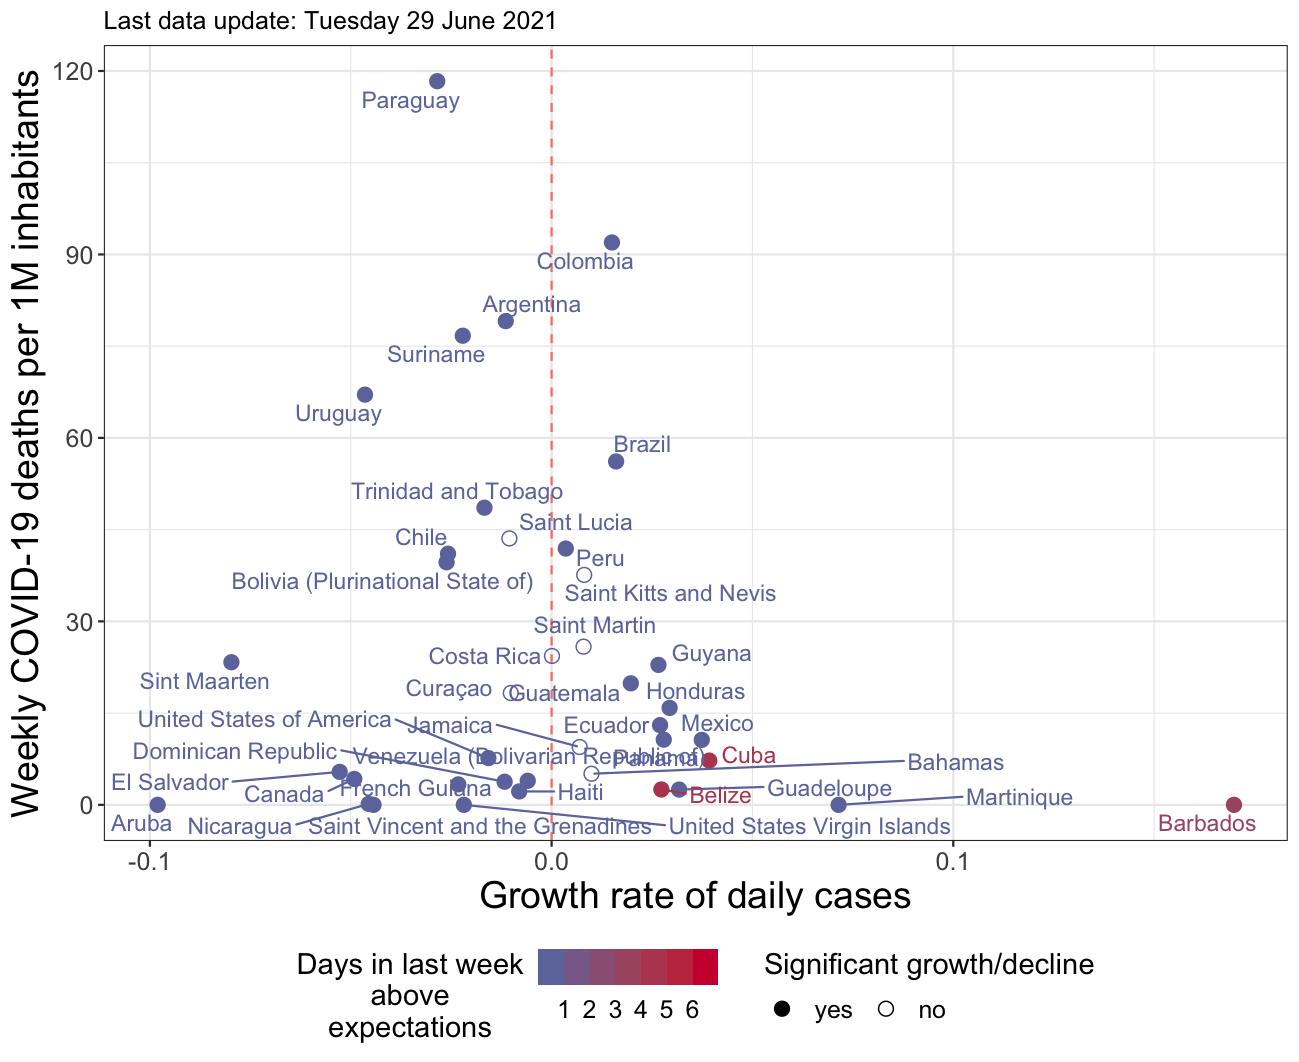 Last data update: Tuesday 29 June 2021
Weekly COVID-19 deaths per 1M inhabitants
120
90
60
30
0
Paraguay
Colombia
Argentina
Suriname
Uruguay
Brazil
Trinidad and Tobago
Saint Lucia
Chile
Peru
Bolivia (Plurinational State of)
Saint Kitts and Nevis
Saint Martin
Costa Rica
Guyana
Sint Maarten
Curaçao
Guatemala
Honduras
United States of America
Jamaica
Ecuador
Mexico
Dominican Republic
Venezuela (Bolivarian Republic of)
Panama
Cuba
Bahamas
El Salvador
Canada
French Guiana
Haiti
Belize
Guadeloupe
Martinique
Aruba
Nicaragua
Saint Vincent and the Grenadines
United States Virgin Islands
Barbados
-0.1
0.0
0.1
Growth rate of daily cases
Days in last week
above
expectations
1 2 3 4 5 6
Significant growth/decline
yes
no